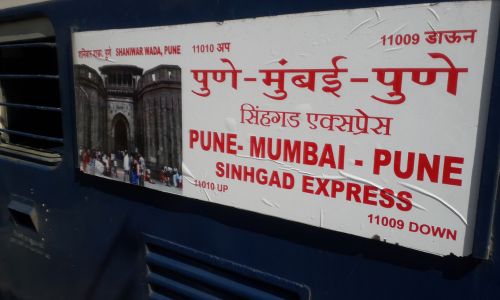 शनिवार-वाडा, पुणे SHANIWAR WADA, PUNE
11010 अप
11009 डाऊन
पुणे-मुंबई-पुणे
सिंहगड एक्सप्रेस
PUNE- MUMBAI - PUNE
SINHGAD EXPRESS
11010 UP
11009 DOWN